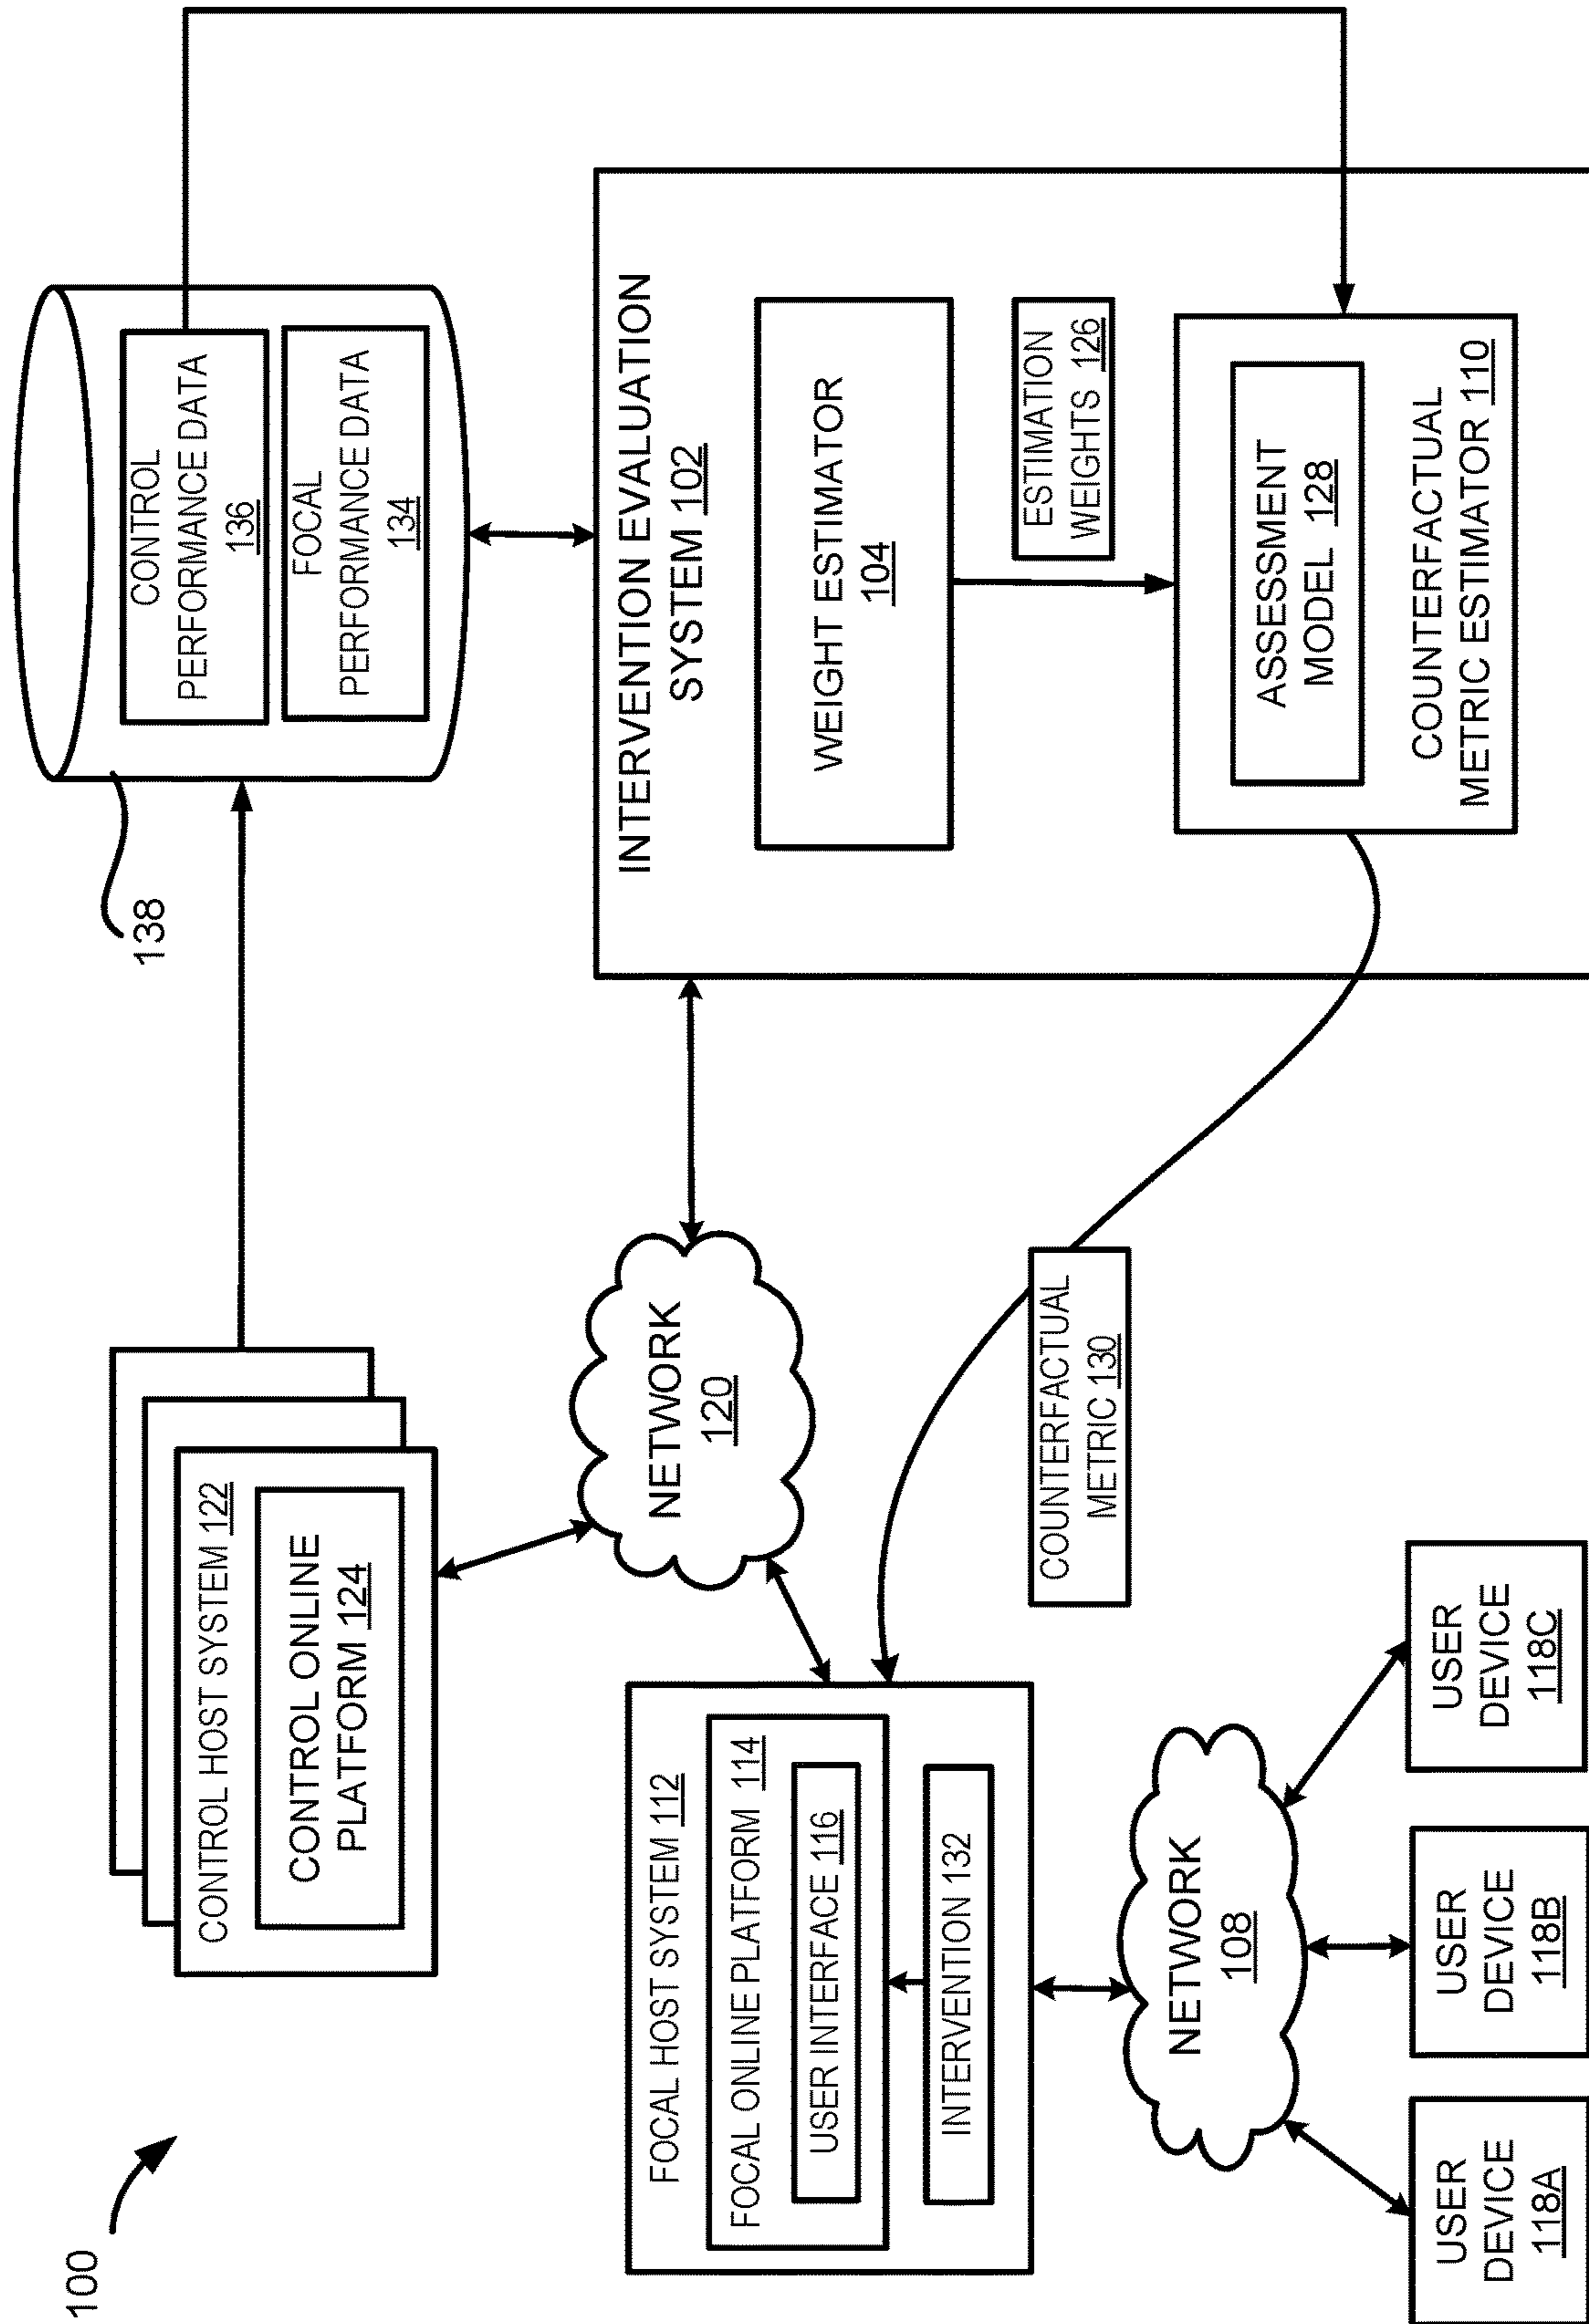 100
CONTROL HOST SYSTEM 122
CONTROL ONLINE
PLATFORM 124
138
CONTROL
PERFORMANCE DATA
136
FOCAL
PERFORMANCE DATA
134
FOCAL HOST SYSTEM 112
FOCAL ONLINE PLATFORM 114
USER INTERFACE 116
INTERVENTION 132
NETWORK
120
INTERVENTION EVALUATION
SYSTEM 102
WEIGHT ESTIMATOR
104
ESTIMATION
WEIGHTS 126
ASSESSMENT
MODEL 128
COUNTERFACTUAL
METRIC ESTIMATOR 110
COUNTERFACTUAL
METRIC 130
NETWORK
108
USER
DEVICE
118A
USER
DEVICE
118B
USER
DEVICE
118C